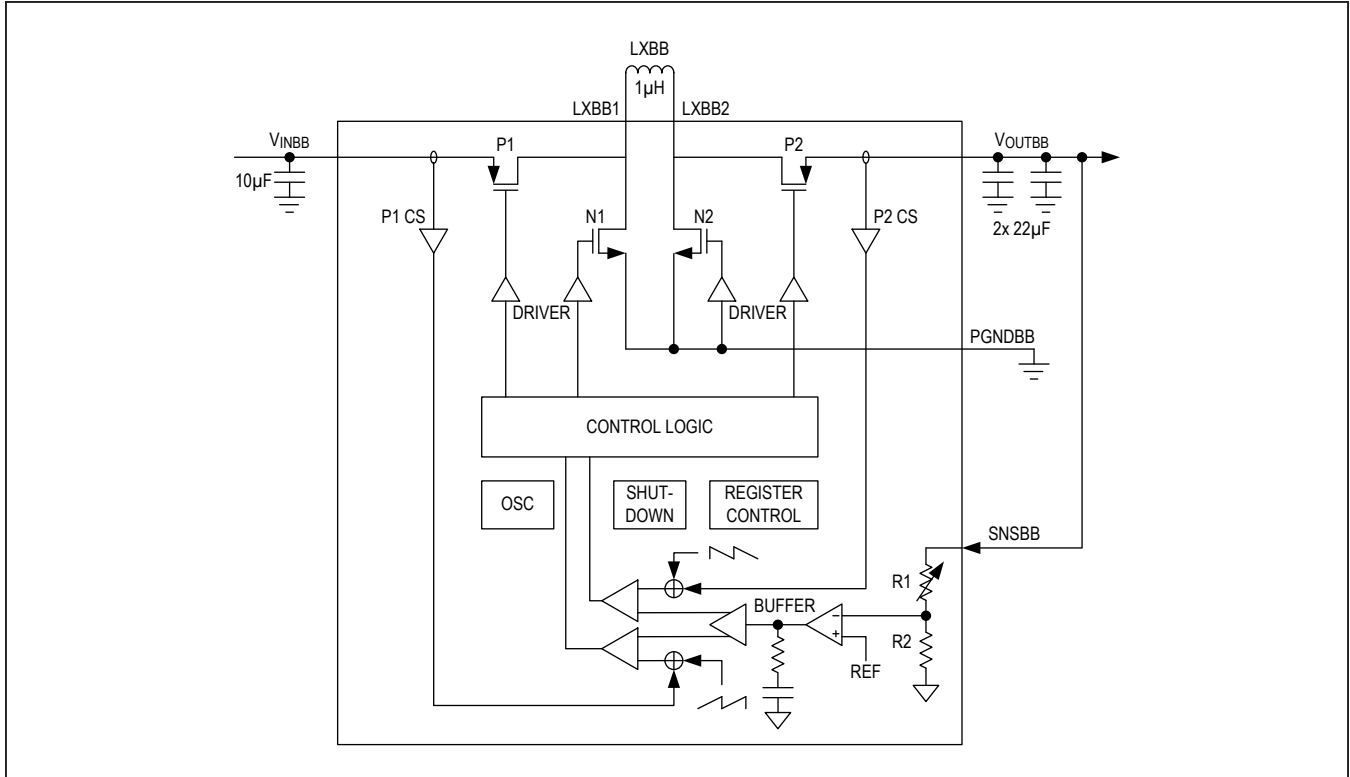 LXBB
1µH
LXBB1
LXBB2
VINBB
P1
P2
VOUTBB
10µF
P1 CS
N1
N2
P2 CS
2x 22µF
DRIVER
DRIVER
PGNDBB
CONTROL LOGIC
OSC
SHUT-
DOWN
REGISTER
CONTROL
SNSBB
R1
BUFFER
−
+
R2
REF